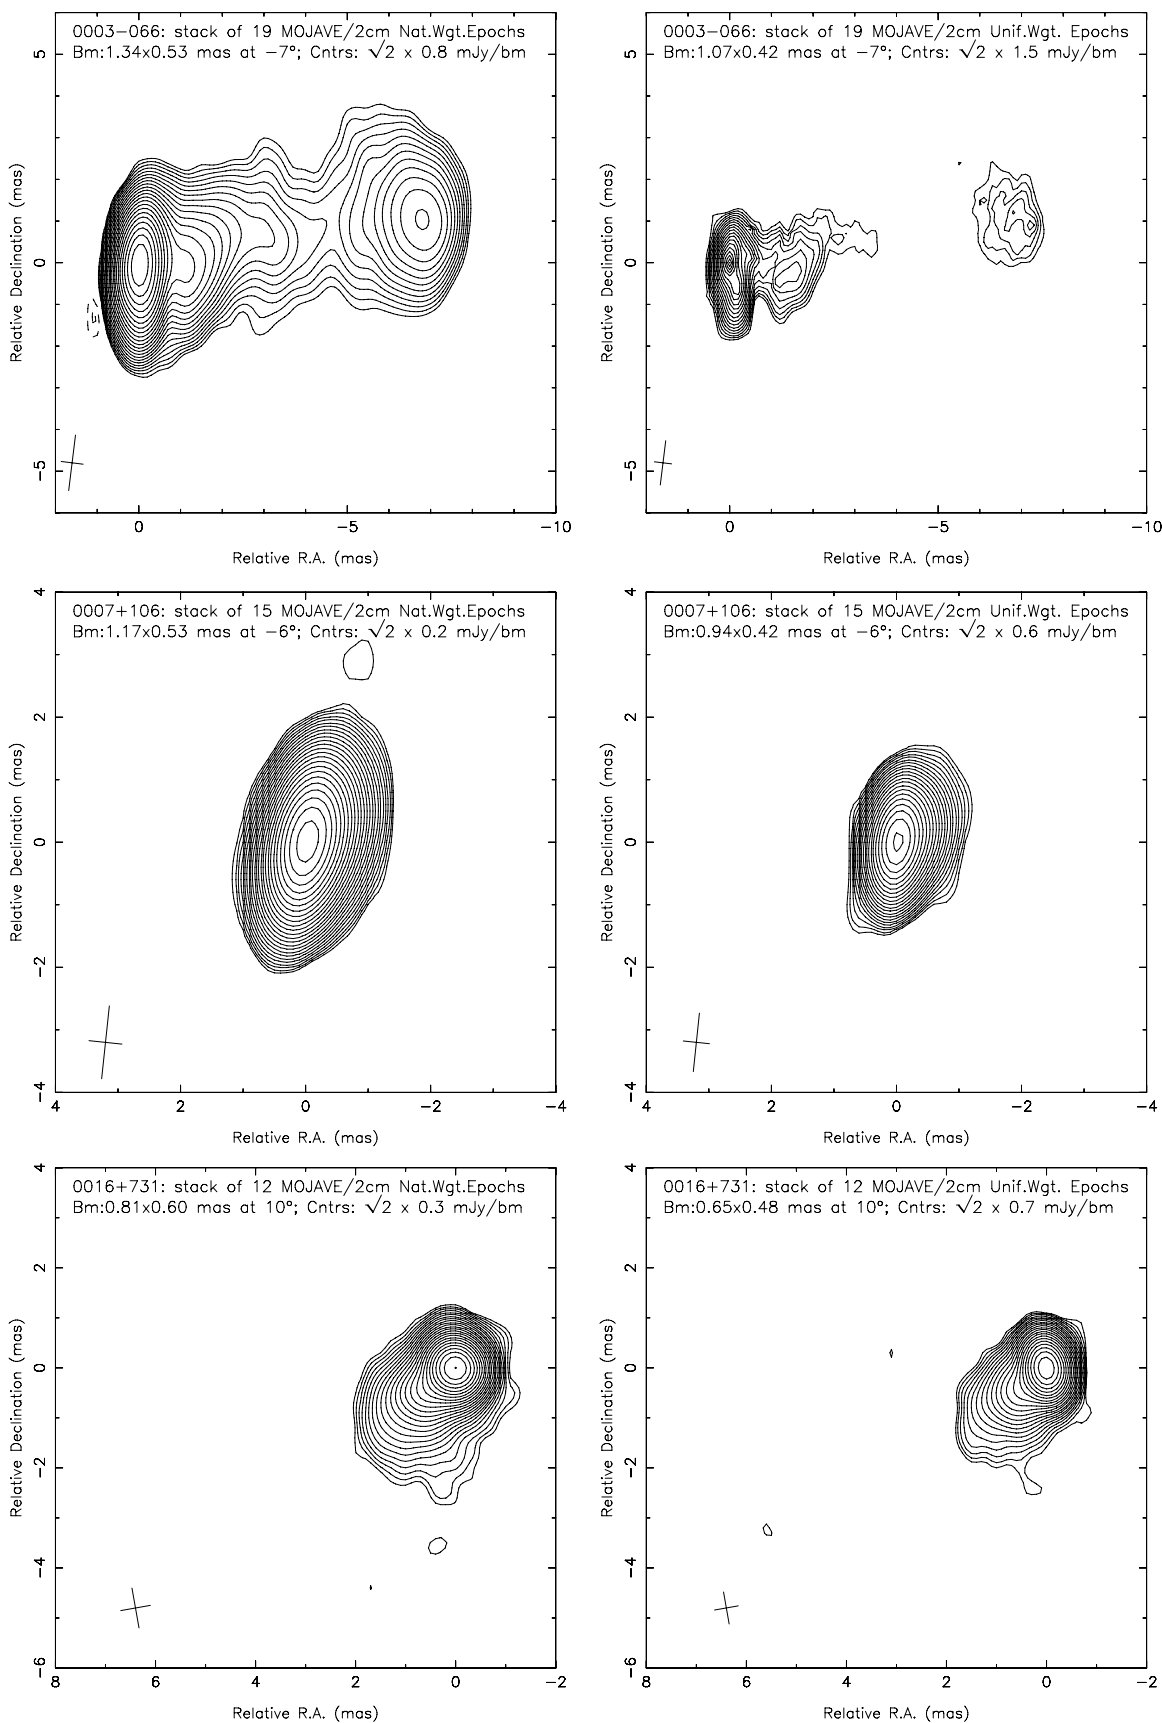 0003−066: stack of 19 MOJAVE/2cm Nat.Wgt.Epochs
Bm:1.34x0.53 mas at −7°; Cntrs: √2 x 0.8 mJy/bm
5
0
−5
Relative Declination (mas)
0
−5
−10
Relative R.A. (mas)
0003−066: stack of 19 MOJAVE/2cm Unif.Wgt. Epochs
Bm:1.07x0.42 mas at −7°; Cntrs: √2 x 1.5 mJy/bm
5
0
−5
Relative Declination (mas)
0
−5
−10
Relative R.A. (mas)
0007+106: stack of 15 MOJAVE/2cm Nat.Wgt.Epochs
Bm:1.17x0.53 mas at −6°; Cntrs: √2 x 0.2 mJy/bm
4
2
0
−2
−4
Relative Declination (mas)
4
2
0
−2
−4
Relative R.A. (mas)
0007+106: stack of 15 MOJAVE/2cm Unif.Wgt. Epochs
Bm:0.94x0.42 mas at −6°; Cntrs: √2 x 0.6 mJy/bm
4
2
0
−2
−4
Relative Declination (mas)
4
2
0
−2
−4
Relative R.A. (mas)
0016+731: stack of 12 MOJAVE/2cm Nat.Wgt.Epochs
Bm:0.81x0.60 mas at 10°; Cntrs: √2 x 0.3 mJy/bm
4
2
0
−2
−4
−6
Relative Declination (mas)
8
6
4
2
0
−2
Relative R.A. (mas)
0016+731: stack of 12 MOJAVE/2cm Unif.Wgt. Epochs
Bm:0.65x0.48 mas at 10°; Cntrs: √2 x 0.7 mJy/bm
4
2
0
−2
−4
−6
Relative Declination (mas)
8
6
4
2
0
−2
Relative R.A. (mas)